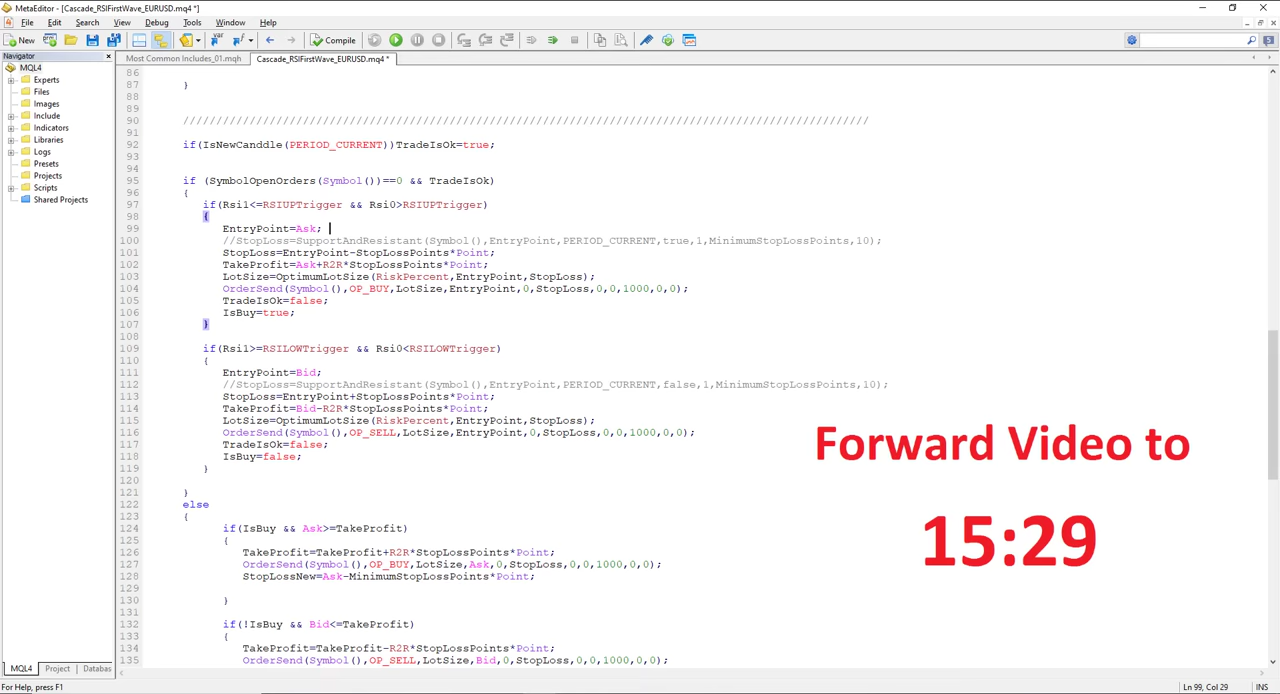 MetaEditor - [Cascade_RSIFirstWave_EURUSD.mq4 *]
File Edit Search View Debug Tools Window Help
New var Compile 5
Navigator ×
Most Common Includes_01.mqh Cascade_RSIFirstWave_EURUSD.mq4 *
MQL4
Experts
Files
Images
Include
Indicators
Libraries
Logs
Presets
Projects
Scripts
Shared Projects
86
87 }
88
89
90 ////////////////////////////////////////////////////////////////////////////////////////////////////////
91
92 if(IsNewCanddle(PERIOD_CURRENT))TradeIsOk=true;
93
94
95 if (SymbolOpenOrders(Symbol())==0 && TradeIsOk)
96 {
97 if(Rsi1<=RSIUPTrigger && Rsi0>RSIUPTrigger)
98 {
99 EntryPoint=Ask;
100 //StopLoss=SupportAndResistant(Symbol(),EntryPoint,PERIOD_CURRENT,true,1,MinimumStopLossPoints,10);
101 StopLoss=EntryPoint-StopLossPoints*Point;
102 TakeProfit=Ask+R2R*StopLossPoints*Point;
103 LotSize=OptimumLotSize(RiskPercent,EntryPoint,StopLoss);
104 OrderSend(Symbol(),OP_BUY,LotSize,EntryPoint,0,StopLoss,0,0,1000,0,0);
105 TradeIsOk=false;
106 IsBuy=true;
107 }
108
109 if(Rsi1>=RSILOWTrigger && Rsi0<RSILOWTrigger)
110 {
111 EntryPoint=Bid;
112 //StopLoss=SupportAndResistant(Symbol(),EntryPoint,PERIOD_CURRENT,false,1,MinimumStopLossPoints,10);
113 StopLoss=EntryPoint+StopLossPoints*Point;
114 TakeProfit=Bid-R2R*StopLossPoints*Point;
115 LotSize=OptimumLotSize(RiskPercent,EntryPoint,StopLoss);
116 OrderSend(Symbol(),OP_SELL,LotSize,EntryPoint,0,StopLoss,0,0,1000,0,0);
117 TradeIsOk=false;
118 IsBuy=false;
119 }
120
121 }
122 else
123 {
124 if(IsBuy && Ask>=TakeProfit)
125 {
126 TakeProfit=TakeProfit+R2R*StopLossPoints*Point;
127 OrderSend(Symbol(),OP_BUY,LotSize,Ask,0,StopLoss,0,0,1000,0,0);
128 StopLossNew=Ask-MinimumStopLossPoints*Point;
129
130 }
131
132 if(!IsBuy && Bid<=TakeProfit)
133 {
134 TakeProfit=TakeProfit-R2R*StopLossPoints*Point;
135 OrderSend(Symbol(),OP_SELL,LotSize,Bid,0,StopLoss,0,0,1000,0,0);
Forward Video to
15:29
MQL4 Project Databas
For Help, press F1 Ln 99, Col 29 INS